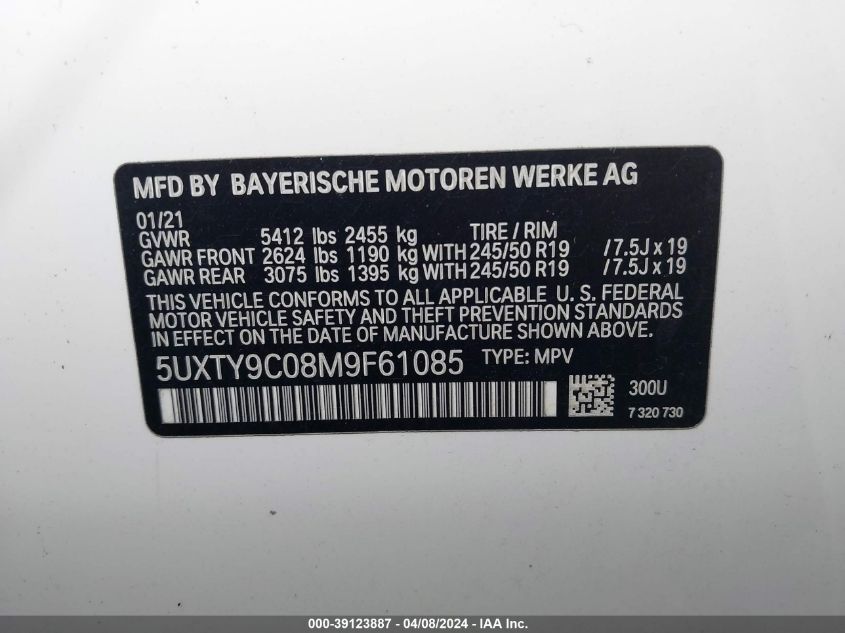 MFD BY BAYERISCHE MOTOREN WERKE AG
01/21
GVWR 5412 lbs 2455 kg TIRE / RIM
GAWR FRONT 2624 lbs 1190 kg WITH 245/50 R19 /7.5J x 19
GAWR REAR 3075 lbs 1395 kg WITH 245/50 R19 /7.5J x 19
THIS VEHICLE CONFORMS TO ALL APPLICABLE U. S. FEDERAL
MOTOR VEHICLE SAFETY AND THEFT PREVENTION STANDARDS
IN EFFECT ON THE DATE OF MANUFACTURE SHOWN ABOVE.
5UXTY9C08M9F61085 TYPE: MPV
300U
7 320 730
000-39123887 - 04/08/2024 - IAA Inc.